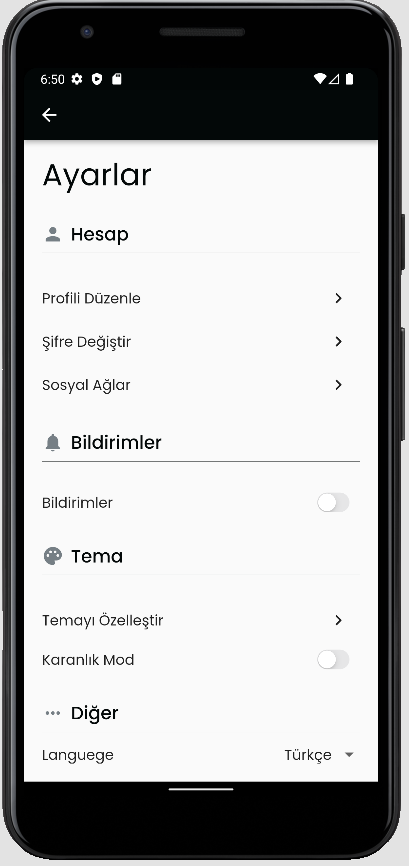 6:50
Ayarlar
Hesap
Profili Düzenle
Şifre Değiştir
Sosyal Ağlar
Bildirimler
Bildirimler
Tema
Temayı Özelleştir
Karanlık Mod
Diğer
Languege Türkçe